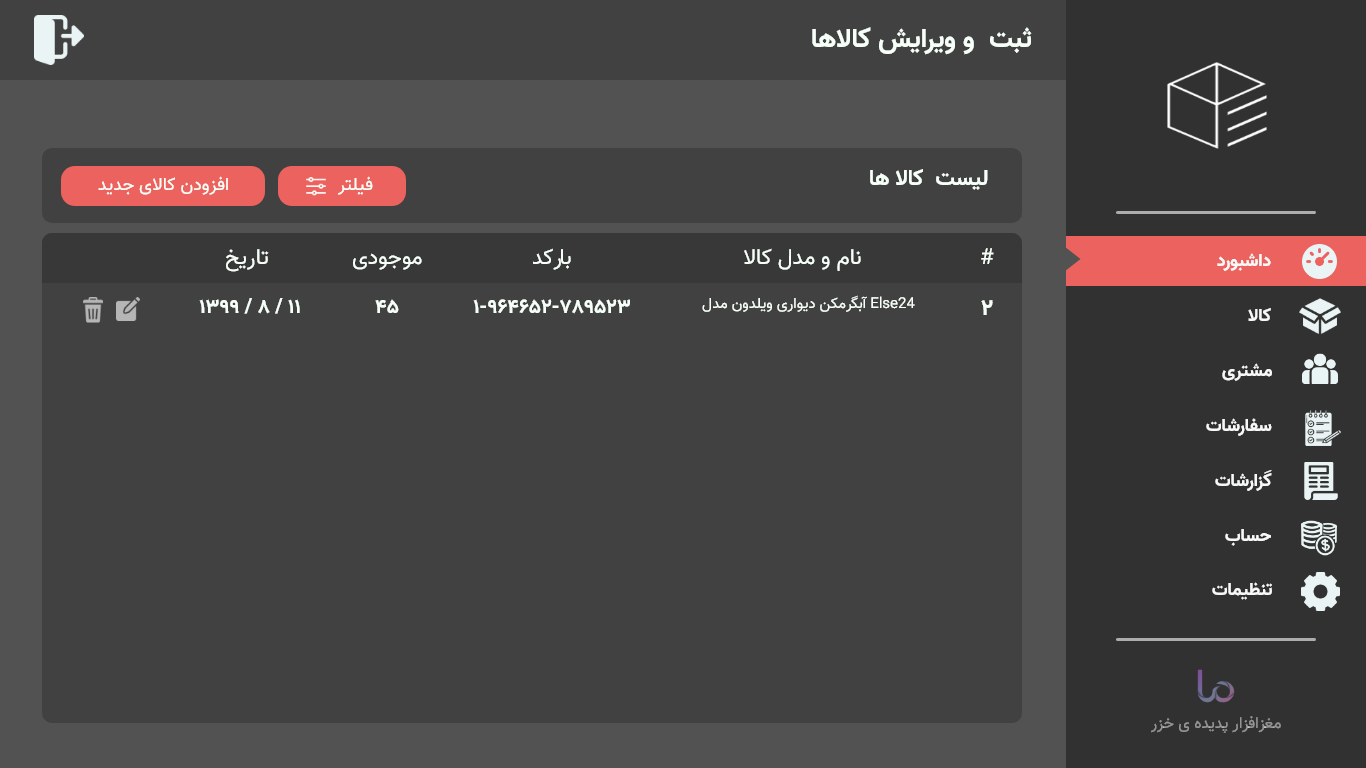 ثبت و ویرایش کالاها
لیست کالا ها
فیلتر
افزودن کالای جدید
# نام و مدل کالا بارکد موجودی تاریخ
۲ آبگرمکن دیواری ویلدون مدل Else24 ۱-۹۶۴۶۵۲-۷۸۹۵۲۳ ۴۵ ۱۳۹۹ / ۸ / ۱۱
داشبورد
کالا
مشتری
سفارشات
گزارشات
حساب
تنظیمات
ما
مغزافزار پدیده ی خزر